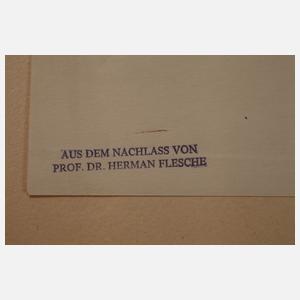 AUS DEM NACHLASS VON
PROF. DR. HERMAN FLESCHE